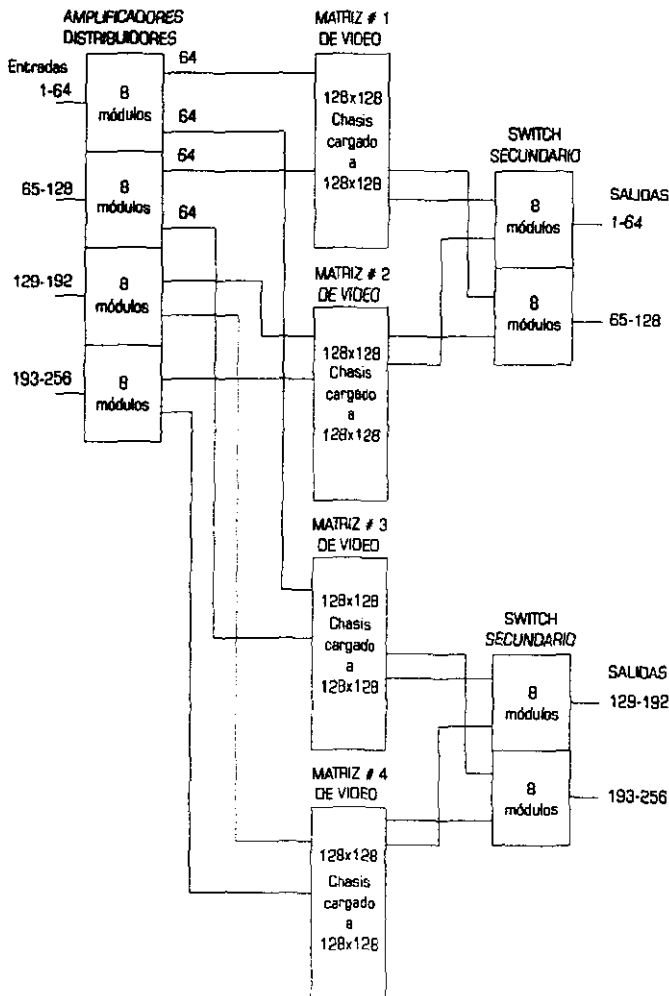 AMPLIFICADORES
DISTRIBUIDORES
Entradas
1-64
8
módulos
65-128
8
módulos
129-192
8
módulos
193-256
8
módulos
64
64
64
64
MATRIZ # 1
DE VIDEO
128x128
Chasis
cargado
a
128x128
MATRIZ # 2
DE VIDEO
128x128
Chasis
cargado
a
128x128
SWITCH
SECUNDARIO
8
módulos
8
módulos
SALIDAS
1-64
65-128
MATRIZ # 3
DE VIDEO
128x128
Chasis
cargado
a
128x128
MATRIZ # 4
DE VIDEO
128x128
Chasis
cargado
a
128x128
SWITCH
SECUNDARIO
8
módulos
8
módulos
SALIDAS
129-192
193-256